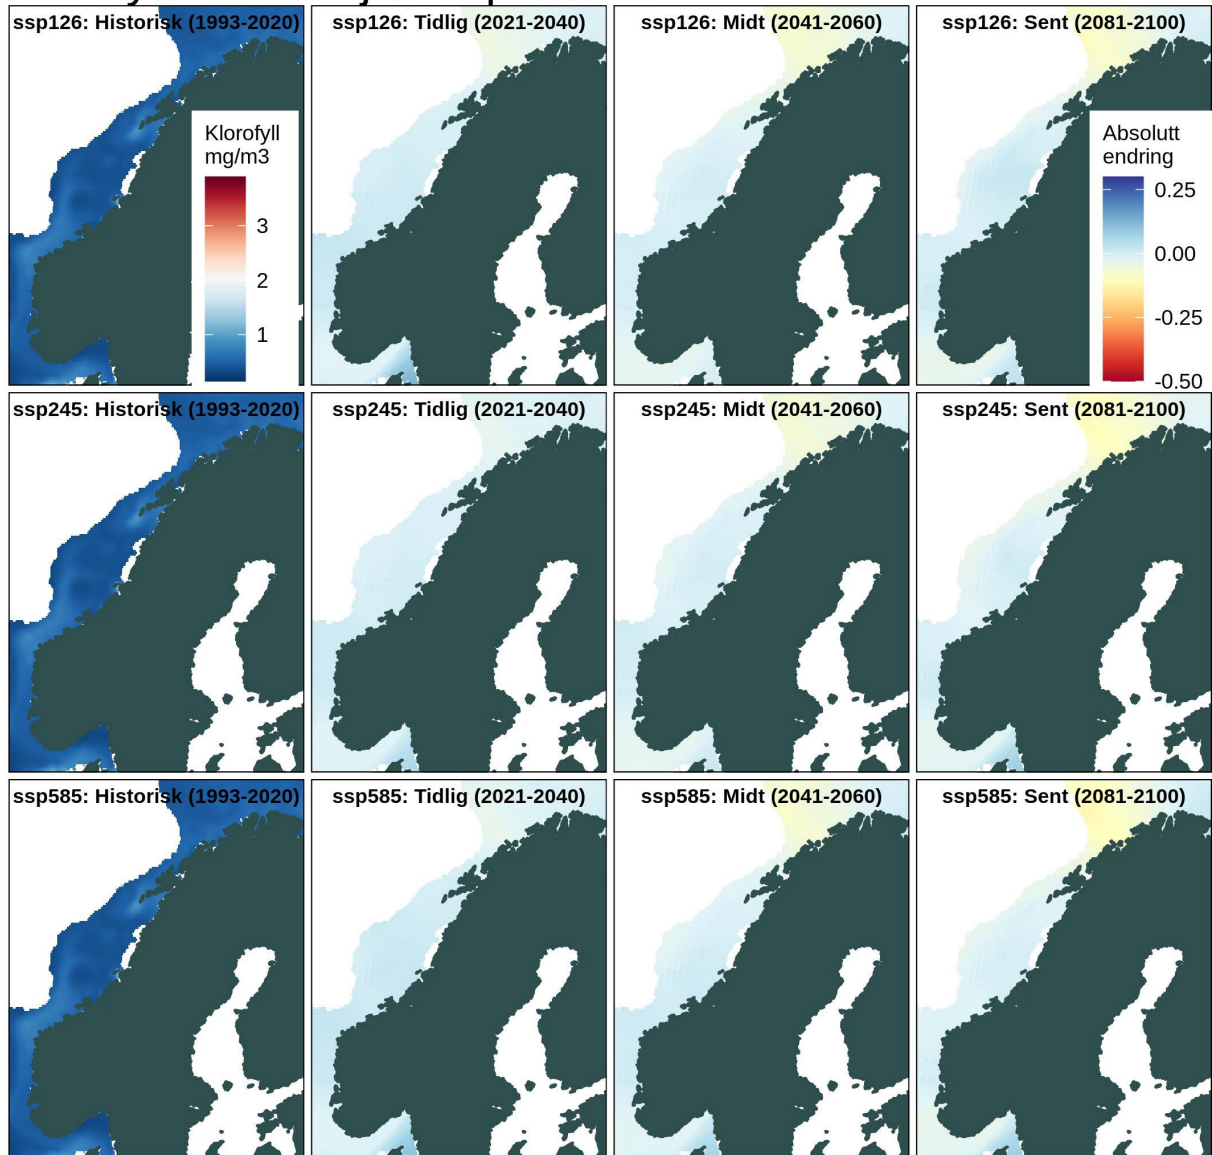 ssp126: Historisk (1993-2020)
ssp126: Tidlig (2021-2040)
ssp126: Midt (2041-2060)
ssp126: Sent (2081-2100)
Klorofyll
mg/m3
3
2
1
Absolutt
endring
0.25
0.00
-0.25
-0.50
ssp245: Historisk (1993-2020)
ssp245: Tidlig (2021-2040)
ssp245: Midt (2041-2060)
ssp245: Sent (2081-2100)
ssp585: Historisk (1993-2020)
ssp585: Tidlig (2021-2040)
ssp585: Midt (2041-2060)
ssp585: Sent (2081-2100)